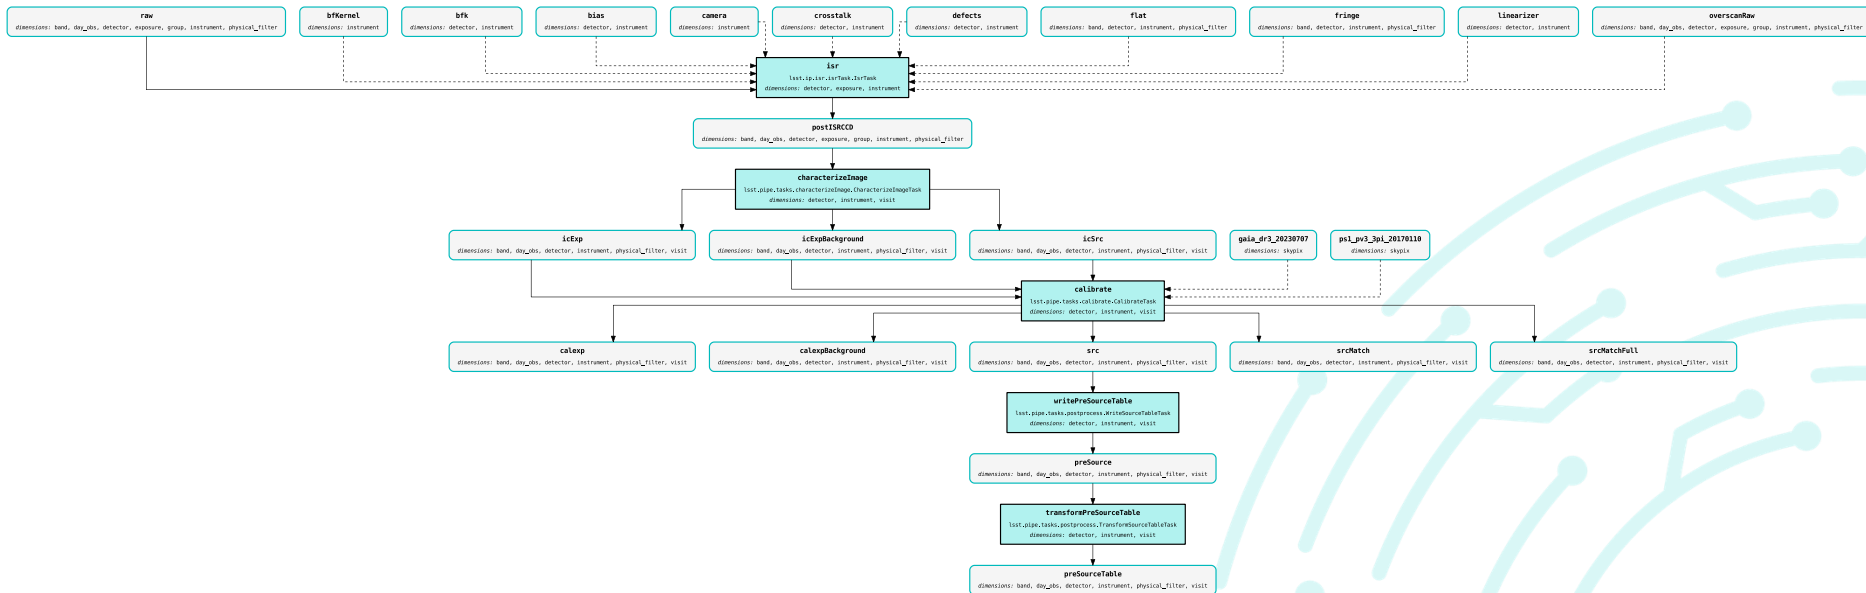 raw
dimensions: band, day_obs, detector, exposure, group, instrument, physical_filter
bfKernel
dimensions: instrument
bfk
dimensions: detector, instrument
bias
dimensions: detector, instrument
camera
dimensions: instrument
crosstalk
dimensions: detector, instrument
defects
dimensions: detector, instrument
flat
dimensions: band, detector, instrument, physical_filter
fringe
dimensions: band, detector, instrument, physical_filter
linearizer
dimensions: detector, instrument
overscanRaw
dimensions: band, day_obs, detector, exposure, group, instrument, physical_filter
isr
lsst.ip.isr.isrTask.IsrTask
dimensions: detector, exposure, instrument
postISRCCD
dimensions: band, day_obs, detector, exposure, group, instrument, physical_filter
characterizeImage
lsst.pipe.tasks.characterizeImage.CharacterizeImageTask
dimensions: detector, instrument, visit
icExp
dimensions: band, day_obs, detector, instrument, physical_filter, visit
icExpBackground
dimensions: band, day_obs, detector, instrument, physical_filter, visit
icSrc
dimensions: band, day_obs, detector, instrument, physical_filter, visit
gaia_dr3_20230707
dimensions: skypix
ps1_pv3_3pi_20170110
dimensions: skypix
calibrate
lsst.pipe.tasks.calibrate.CalibrateTask
dimensions: detector, instrument, visit
calexp
dimensions: band, day_obs, detector, instrument, physical_filter, visit
calexpBackground
dimensions: band, day_obs, detector, instrument, physical_filter, visit
src
dimensions: band, day_obs, detector, instrument, physical_filter, visit
srcMatch
dimensions: band, day_obs, detector, instrument, physical_filter, visit
srcMatchFull
dimensions: band, day_obs, detector, instrument, physical_filter, visit
writePreSourceTable
lsst.pipe.tasks.postprocess.WriteSourceTableTask
dimensions: detector, instrument, visit
preSource
dimensions: band, day_obs, detector, instrument, physical_filter, visit
transformPreSourceTable
lsst.pipe.tasks.postprocess.TransformSourceTableTask
dimensions: detector, instrument, visit
preSourceTable
dimensions: band, day_obs, detector, instrument, physical_filter, visit